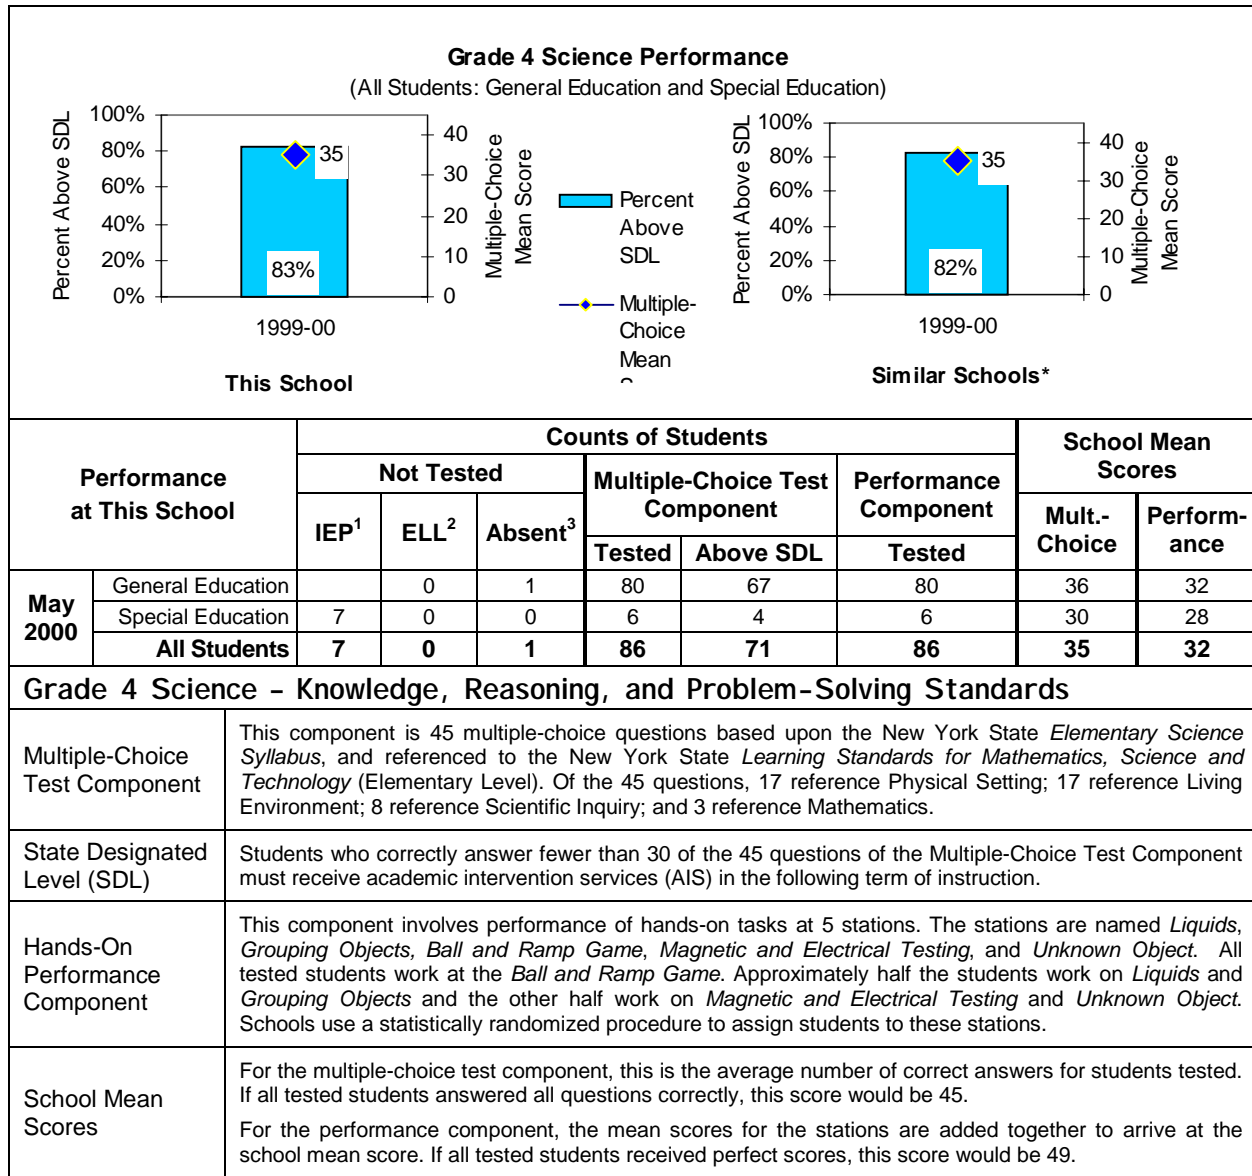 Grade 4 Science Performance
(All Students: General Education and Special Education)
Percent Above SDL
100%
80%
60%
40%
20%
0%
35
83%
40
30
20
10
0
Multiple-Choice
Mean Score
1999-00
This School
Percent
Above
SDL
Multiple-
Choice
Mean
Percent Above SDL
100%
80%
60%
40%
20%
0%
35
82%
40
30
20
10
0
Multiple-Choice
Mean Score
1999-00
Similar Schools*
Performance
at This School
Counts of Students
School Mean
Scores
Not Tested
Multiple-Choice Test
Component
Performance
Component
IEP1 ELL2 Absent3
Tested Above SDL Tested
Mult.-
Choice
Perform-
ance
May
2000
General Education 0 1 80 67 80 36 32
Special Education 7 0 0 6 4 6 30 28
All Students 7 0 1 86 71 86 35 32
Grade 4 Science – Knowledge, Reasoning, and Problem-Solving Standards
Multiple-Choice
Test Component
This component is 45 multiple-choice questions based upon the New York State Elementary Science
Syllabus, and referenced to the New York State Learning Standards for Mathematics, Science and
Technology (Elementary Level). Of the 45 questions, 17 reference Physical Setting; 17 reference Living
Environment; 8 reference Scientific Inquiry; and 3 reference Mathematics.
State Designated
Level (SDL)
Students who correctly answer fewer than 30 of the 45 questions of the Multiple-Choice Test Component
must receive academic intervention services (AIS) in the following term of instruction.
Hands-On
Performance
Component
This component involves performance of hands-on tasks at 5 stations. The stations are named Liquids,
Grouping Objects, Ball and Ramp Game, Magnetic and Electrical Testing, and Unknown Object. All
tested students work at the Ball and Ramp Game. Approximately half the students work on Liquids and
Grouping Objects and the other half work on Magnetic and Electrical Testing and Unknown Object.
Schools use a statistically randomized procedure to assign students to these stations.
School Mean
Scores
For the multiple-choice test component, this is the average number of correct answers for students tested.
If all tested students answered all questions correctly, this score would be 45.
For the performance component, the mean scores for the stations are added together to arrive at the
school mean score. If all tested students received perfect scores, this score would be 49.